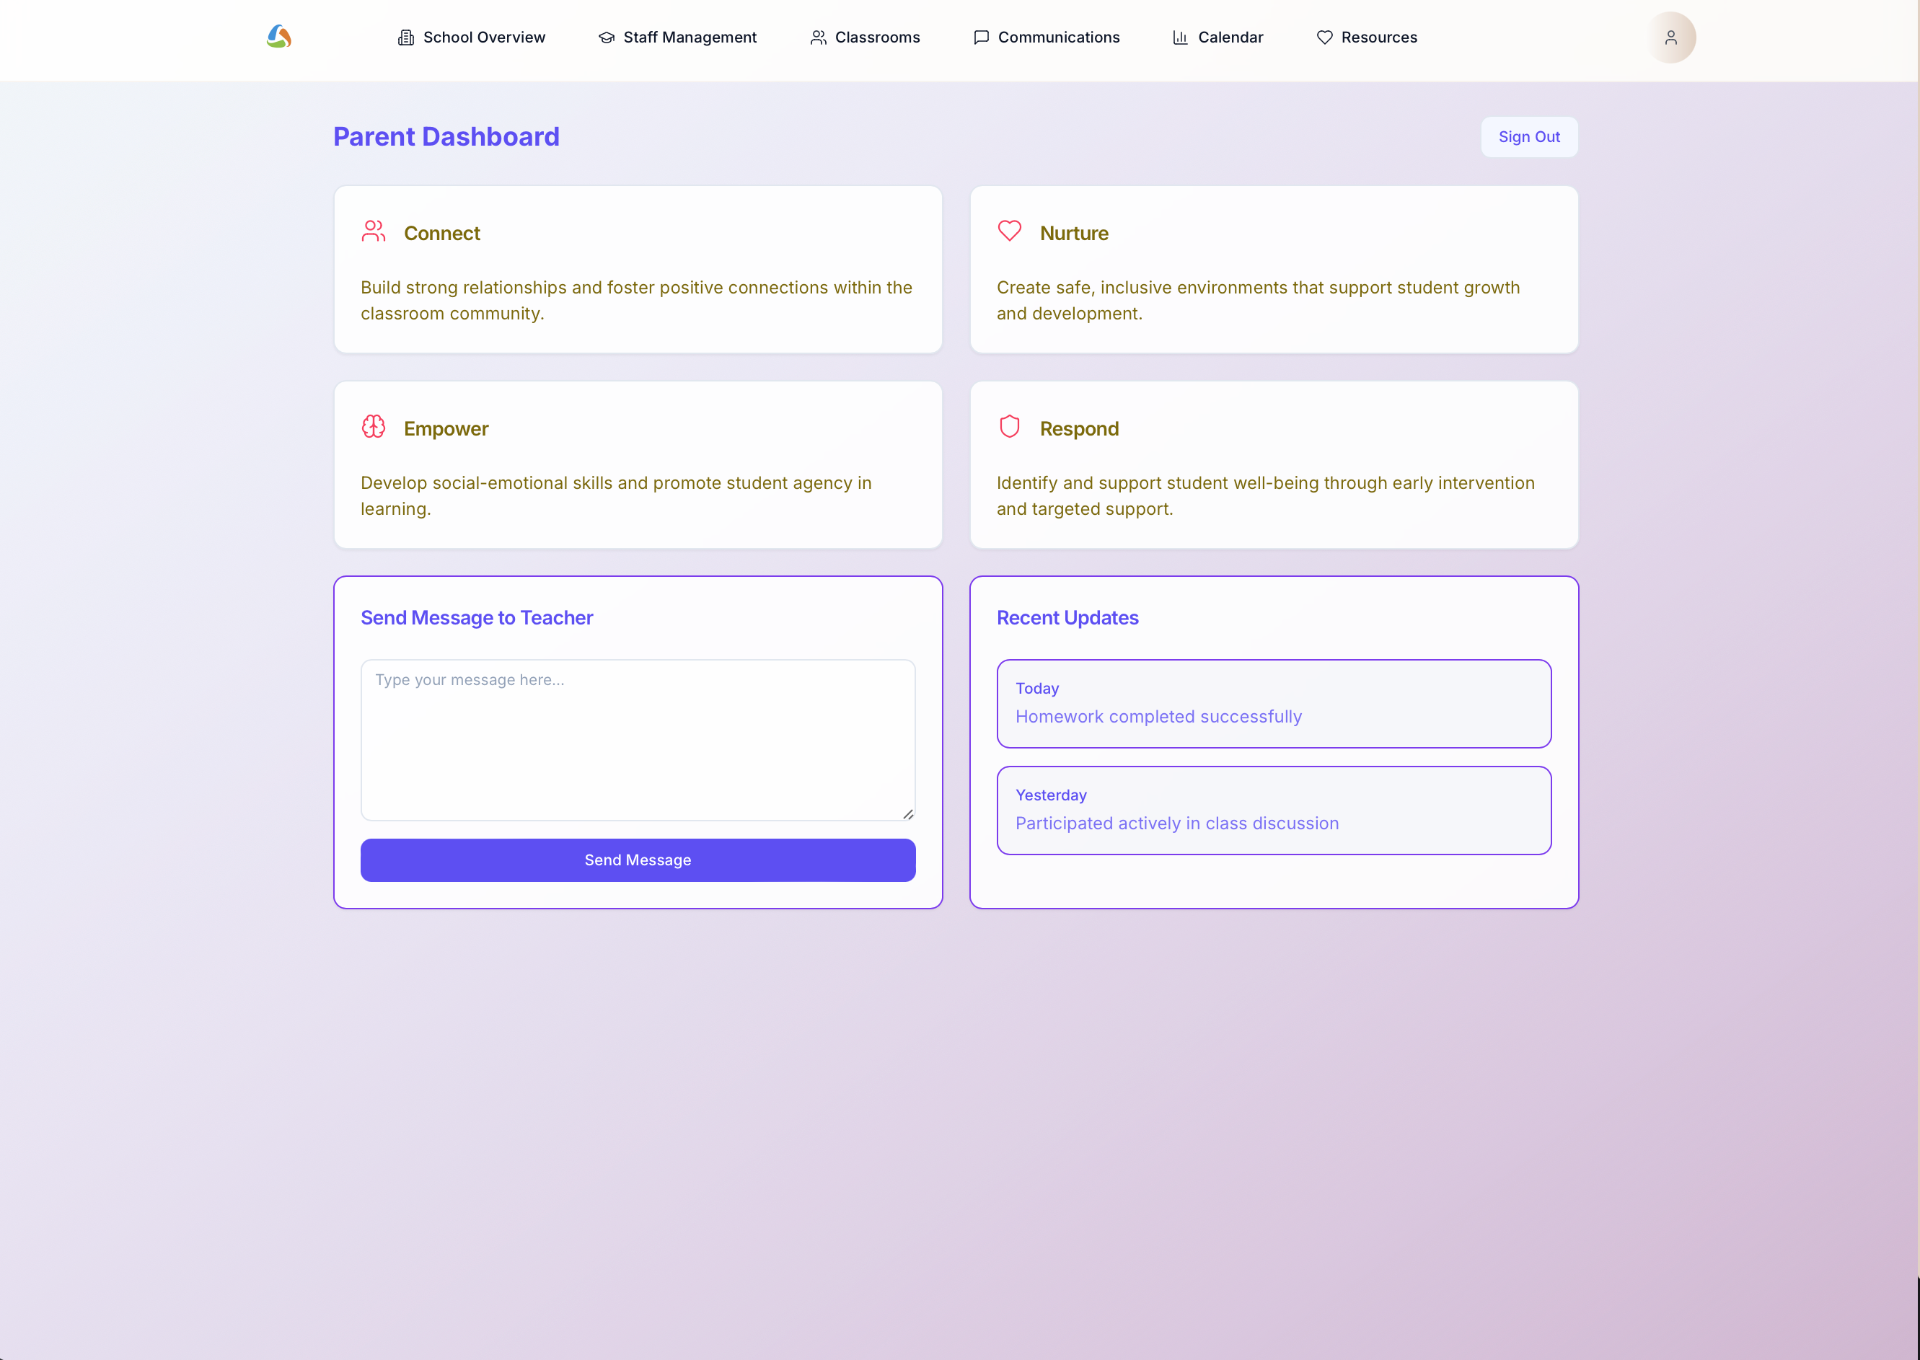 School Overview
Staff Management
Classrooms
Communications
Calendar
Resources
Parent Dashboard
Sign Out
Connect
Build strong relationships and foster positive connections within the
classroom community.
Nurture
Create safe, inclusive environments that support student growth
and development.
Empower
Develop social-emotional skills and promote student agency in
learning.
Respond
Identify and support student well-being through early intervention
and targeted support.
Send Message to Teacher
Type your message here...
Send Message
Recent Updates
Today
Homework completed successfully
Yesterday
Participated actively in class discussion